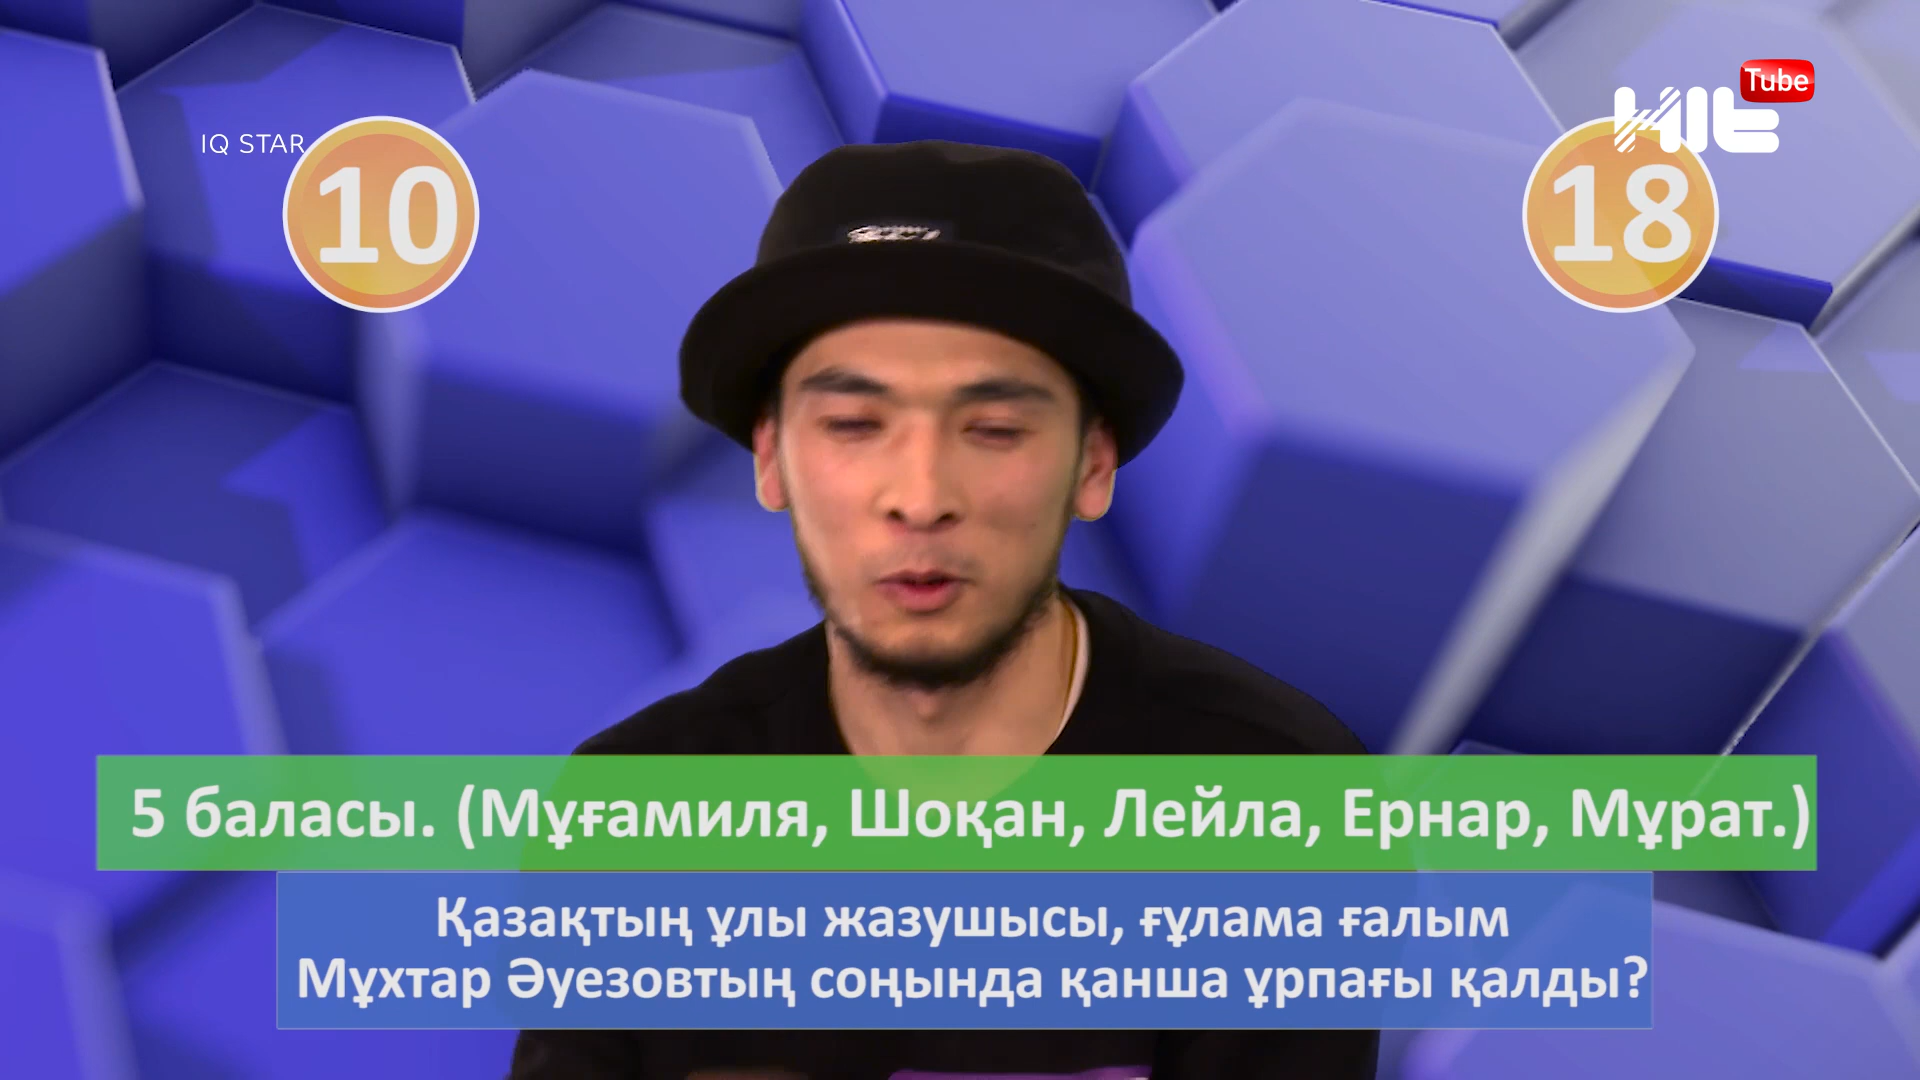 Tube
HIt
IQ STAR
10
18
5 баласы. (Мұғамиля, Шоқан, Лейла, Ернар, Мұрат.)
Қазақтың ұлы жазушысы, ғұлама ғалым
Мұхтар Әуезовтың соңында қанша ұрпағы қалды?